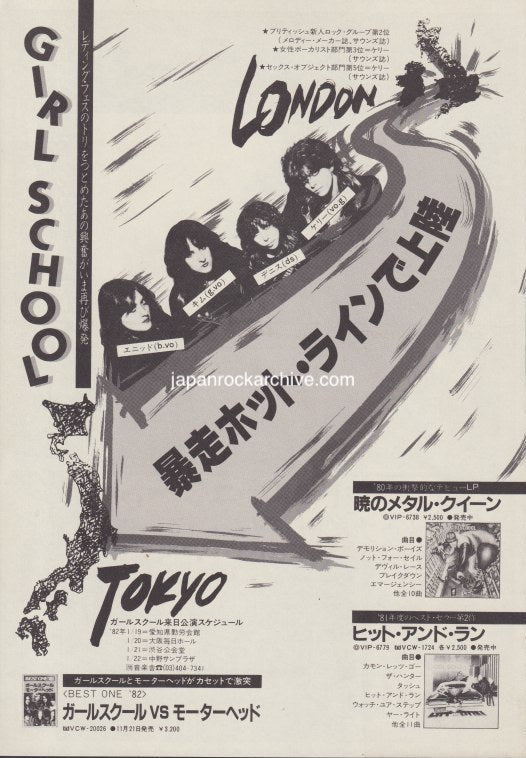 ★ブリティッシュ新人ロック・グループ第2位
(メロディー・メーカー誌、サウンズ誌)
★女性ボーカリスト部門第3位=ケリー
(サウンズ誌)
★セックス・オブジェクト部門第5位=ケリー
(サウンズ誌)
GIRL SCHOOL
レディングフェスのトリをつとめたあの興奮がいま再び爆発
LONDON
ケリー(vo.g)
デニス(ds)
キム(g.vo)
エニッド(b.vo)
暴走ホット・ラインで上陸
japanrockarchive.com
TOKYO
ガールスクール来日公演スケジュール
'82年1/19=愛知県勤労会館
1/20=大阪毎日ホール
1/21=渋谷公会堂
1/22=中野サンプラザ
問音楽舎☎(03)404-7341
ガールスクールとモーターヘッドがカセットで激突
〈BEST ONE '82〉
ガールスクール VS モーターヘッド
VCW-20026 ●11月21日発売 ¥3,200
'80年の衝撃的なデビューLP
暁のメタル・クイーン
VIP-6738 ¥2,500 ●発売中
曲目●
デモリション・ボーイズ
ノット・フォー・セイル
デヴィル・レース
ブレイクダウン
エマージェンシー
他全10曲
'81年度のベスト・セラー第2作
ヒット・アンド・ラン
VIP-6779 VCW-1724 各¥2,500 ●発売中
曲目●
カモン・レッツ・ゴー
ザ・ハンター
タッシュ
ヒット・アンド・ラン
ウォッチ・ユア・ステップ
ヤー・ライト
他全11曲